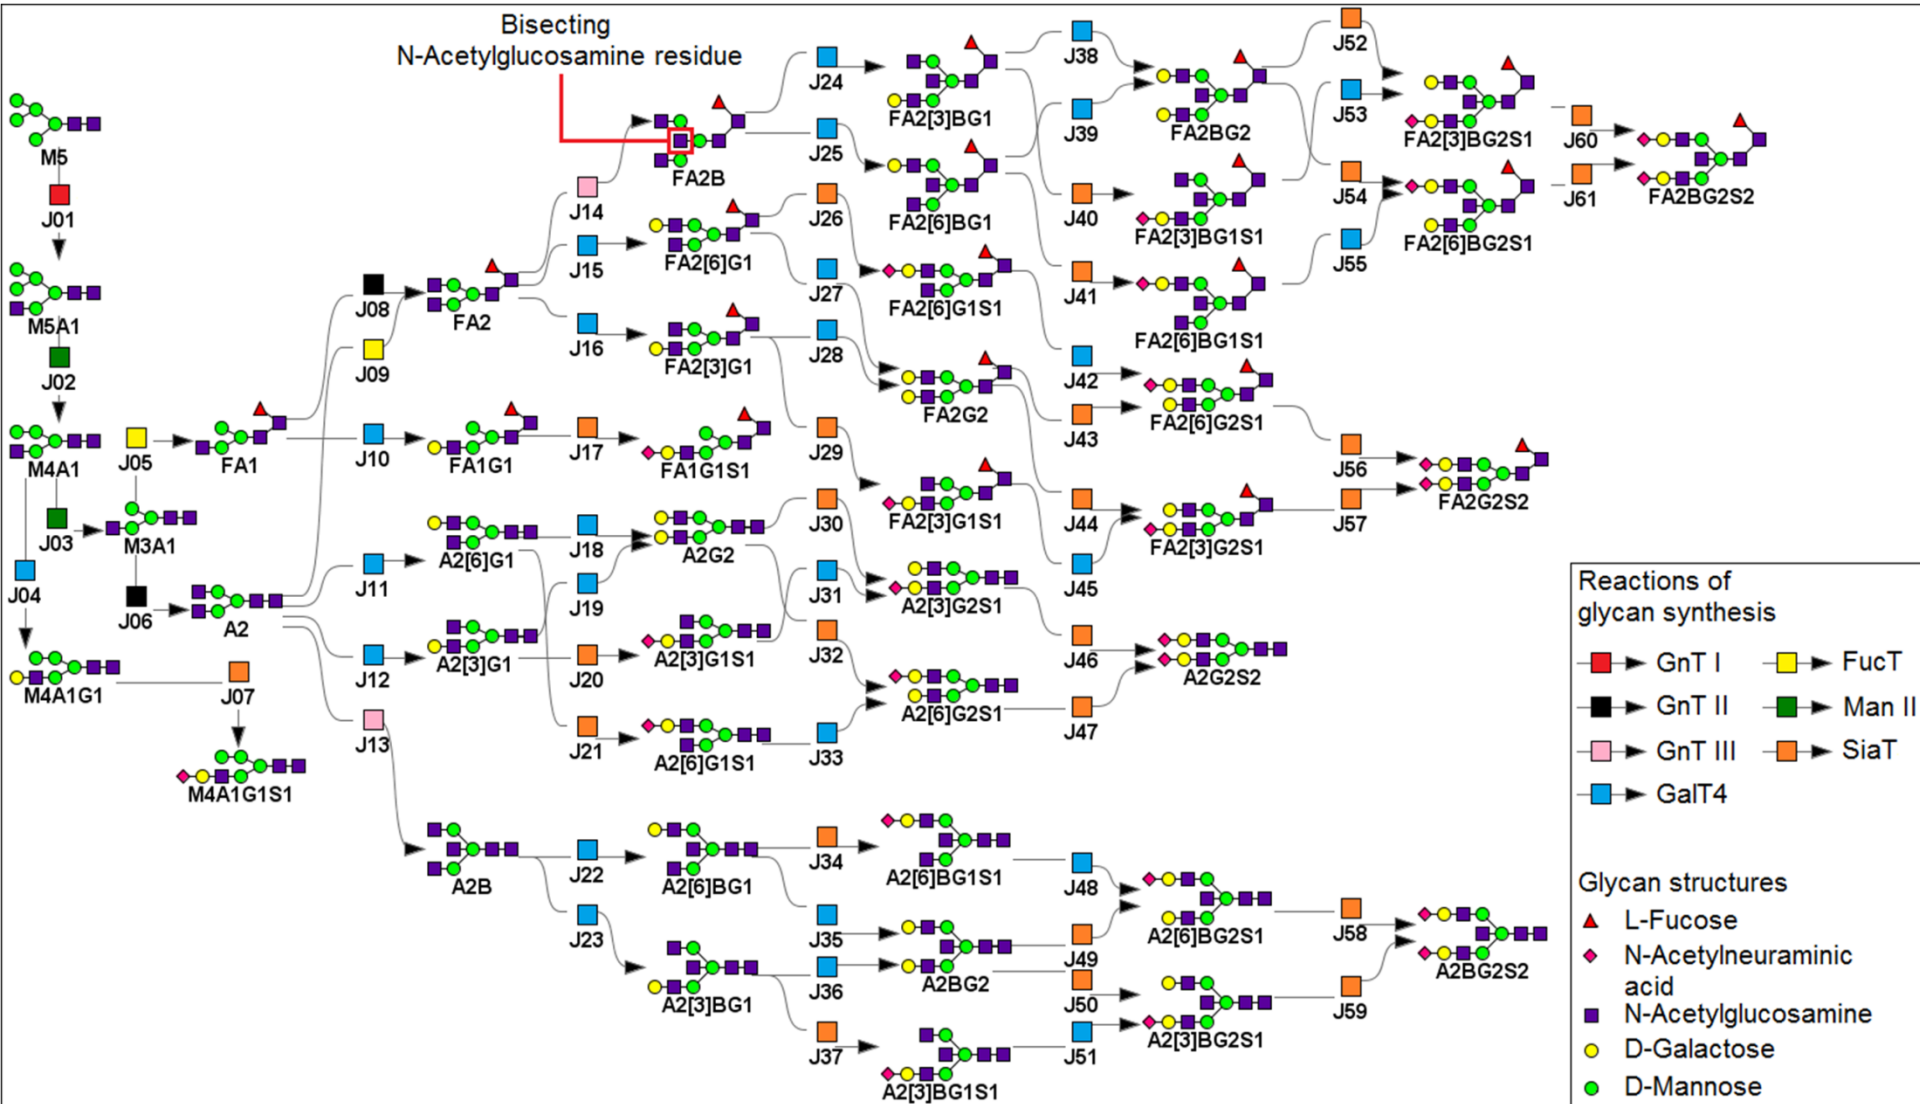 Bisecting
N-Acetylglucosamine residue
M5
J01
M5A1
J02
M4A1
J03
J04
M4A1G1
J05
M3A1
J06
J07
M4A1G1S1
FA1
A2
J08
J09
J10
J11
J12
J13
FA2
FA1G1
A2[6]G1
A2[3]G1
A2B
J14
J15
J16
J17
J18
J19
J20
J21
J22
J23
FA2B
FA2[6]G1
FA2[3]G1
FA1G1S1
A2G2
A2[3]G1S1
A2[6]G1S1
A2[6]BG1
A2[3]BG1
J24
J25
J26
J27
J28
J29
J30
J31
J32
J33
J34
J35
J36
J37
FA2[3]BG1
FA2[6]BG1
FA2[6]G1S1
FA2G2
FA2[3]G1S1
A2[3]G2S1
A2[6]G2S1
A2[6]BG1S1
A2BG2
A2[3]BG1S1
J38
J39
J40
J41
J42
J43
J44
J45
J46
J47
J48
J49
J50
J51
FA2BG2
FA2[3]BG1S1
FA2[6]BG1S1
FA2[6]G2S1
FA2[3]G2S1
A2G2S2
A2[6]BG2S1
A2[3]BG2S1
J52
J53
J54
J55
J56
J57
J58
J59
FA2[3]BG2S1
FA2[6]BG2S1
FA2G2S2
A2BG2S2
J60
J61
FA2BG2S2
Reactions of
glycan synthesis
GnT I
FucT
GnT II
Man II
GnT III
SiaT
GalT4
Glycan structures
L-Fucose
N-Acetylneuraminic
acid
N-Acetylglucosamine
D-Galactose
D-Mannose